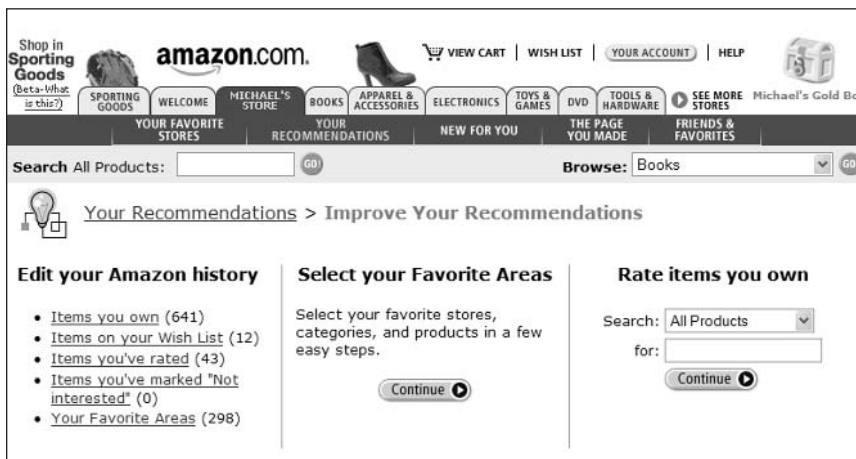 Shop in
Sporting
Goods
(Beta-What
is this?)
amazon.com.
VIEW CART | WISH LIST | YOUR ACCOUNT | HELP
SPORTING
GOODS
WELCOME
MICHAEL'S
STORE
BOOKS
APPAREL &
ACCESSORIES
ELECTRONICS
TOYS &
GAMES
DVD
TOOLS &
HARDWARE
SEE MORE
STORES
Michael's Gold Bo
YOUR FAVORITE
STORES
YOUR
RECOMMENDATIONS
NEW FOR YOU
THE PAGE
YOU MADE
FRIENDS &
FAVORITES
Search All Products: GO!
Browse: Books GO
Your Recommendations > Improve Your Recommendations
Edit your Amazon history
• Items you own (641)
• Items on your Wish List (12)
• Items you've rated (43)
• Items you've marked "Not
interested" (0)
• Your Favorite Areas (298)
Select your Favorite Areas
Select your favorite stores,
categories, and products in a few
easy steps.
Continue
Rate items you own
Search: All Products
for:
Continue